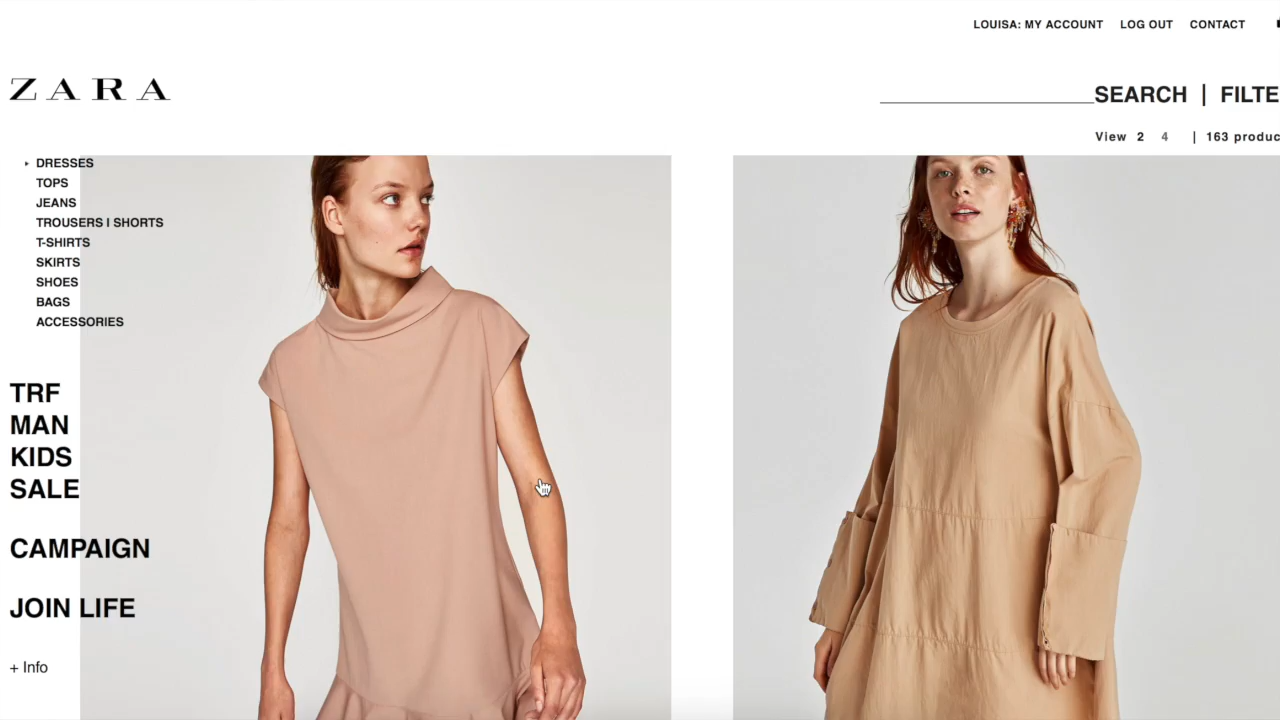 LOUISA: MY ACCOUNT LOG OUT CONTACT
ZARA
SEARCH | FILTE
View 2 4 | 163 produc
DRESSES
TOPS
JEANS
TROUSERS I SHORTS
T-SHIRTS
SKIRTS
SHOES
BAGS
ACCESSORIES
TRF
MAN
KIDS
SALE
CAMPAIGN
JOIN LIFE
+ Info